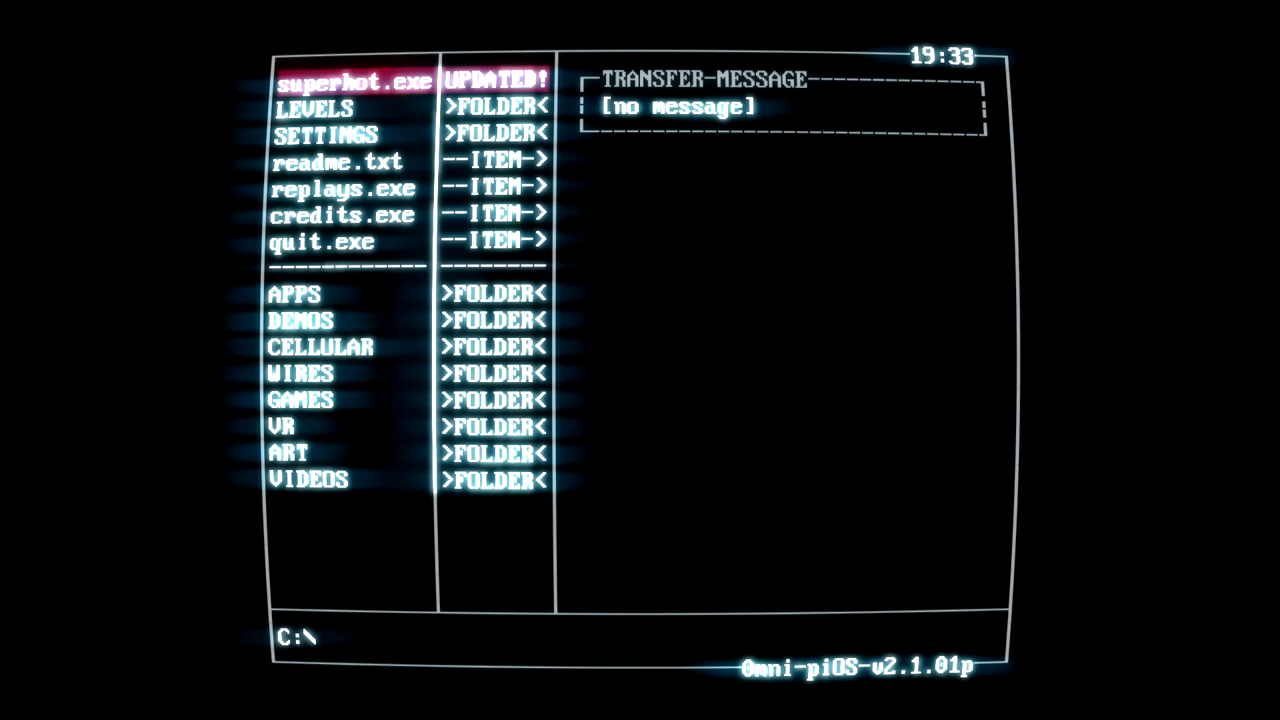 19:33
superhot.exe UPDATED!
LEVELS >FOLDER<
SETTINGS >FOLDER<
readme.txt --ITEM->
replays.exe --ITEM->
credits.exe --ITEM->
quit.exe --ITEM->
------------ --------
APPS >FOLDER<
DEMOS >FOLDER<
CELLULAR >FOLDER<
WIRES >FOLDER<
GAMES >FOLDER<
VR >FOLDER<
ART >FOLDER<
VIDEOS >FOLDER<
TRANSFER-MESSAGE
[no message]
C:\
Omni-piOS-v2.1.01p